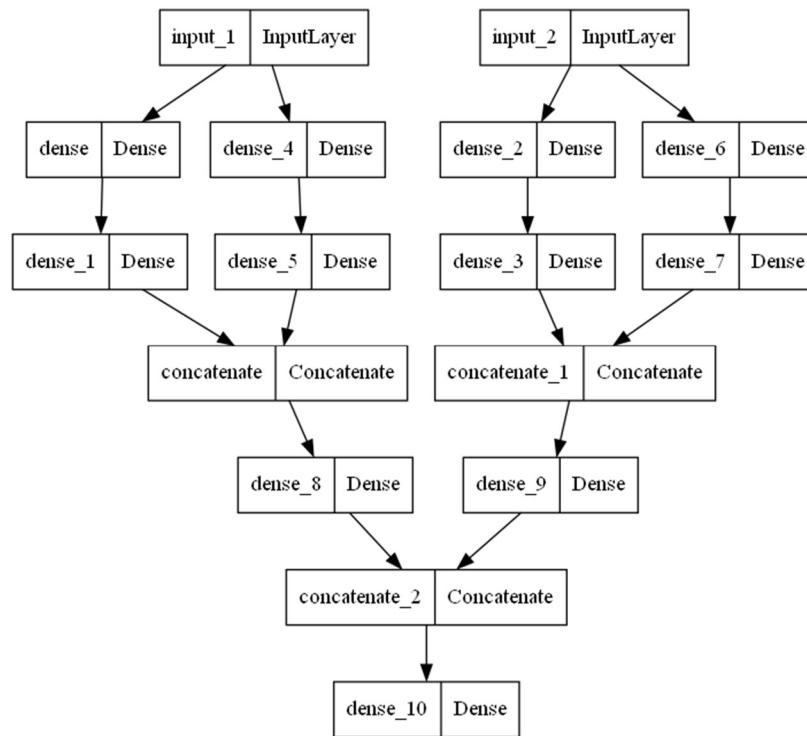 input_1 InputLayer
input_2 InputLayer
dense Dense
dense_4 Dense
dense_2 Dense
dense_6 Dense
dense_1 Dense
dense_5 Dense
dense_3 Dense
dense_7 Dense
concatenate Concatenate
concatenate_1 Concatenate
dense_8 Dense
dense_9 Dense
concatenate_2 Concatenate
dense_10 Dense